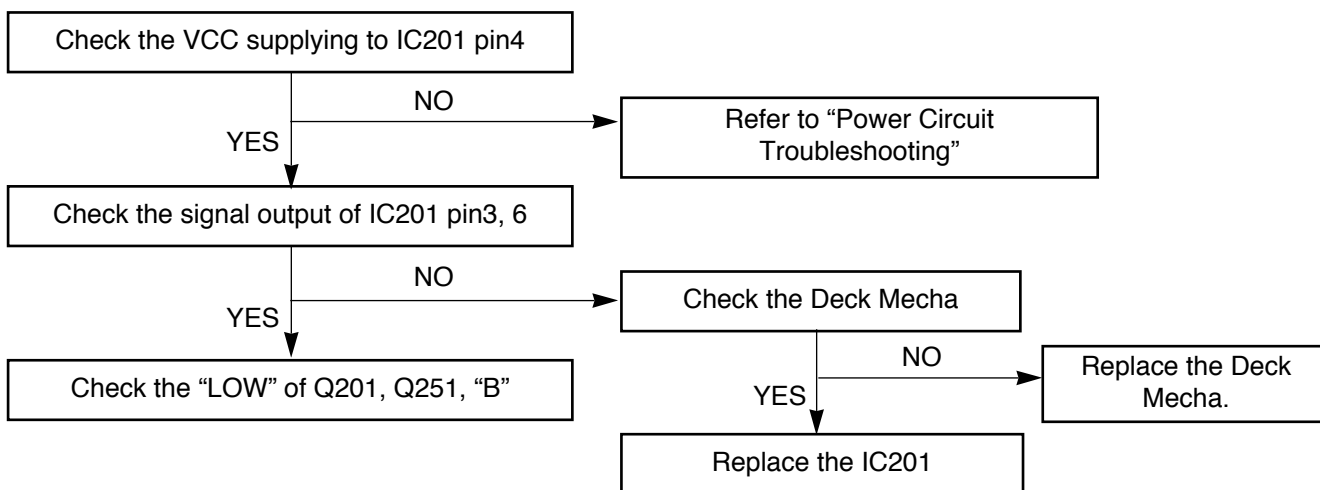 Check the VCC supplying to IC201 pin4
NO
YES
Refer to “Power Circuit
Troubleshooting”
Check the signal output of IC201 pin3, 6
NO
YES
Check the Deck Mecha
Check the “LOW” of Q201, Q251, “B”
NO
YES
Replace the Deck
Mecha.
Replace the IC201